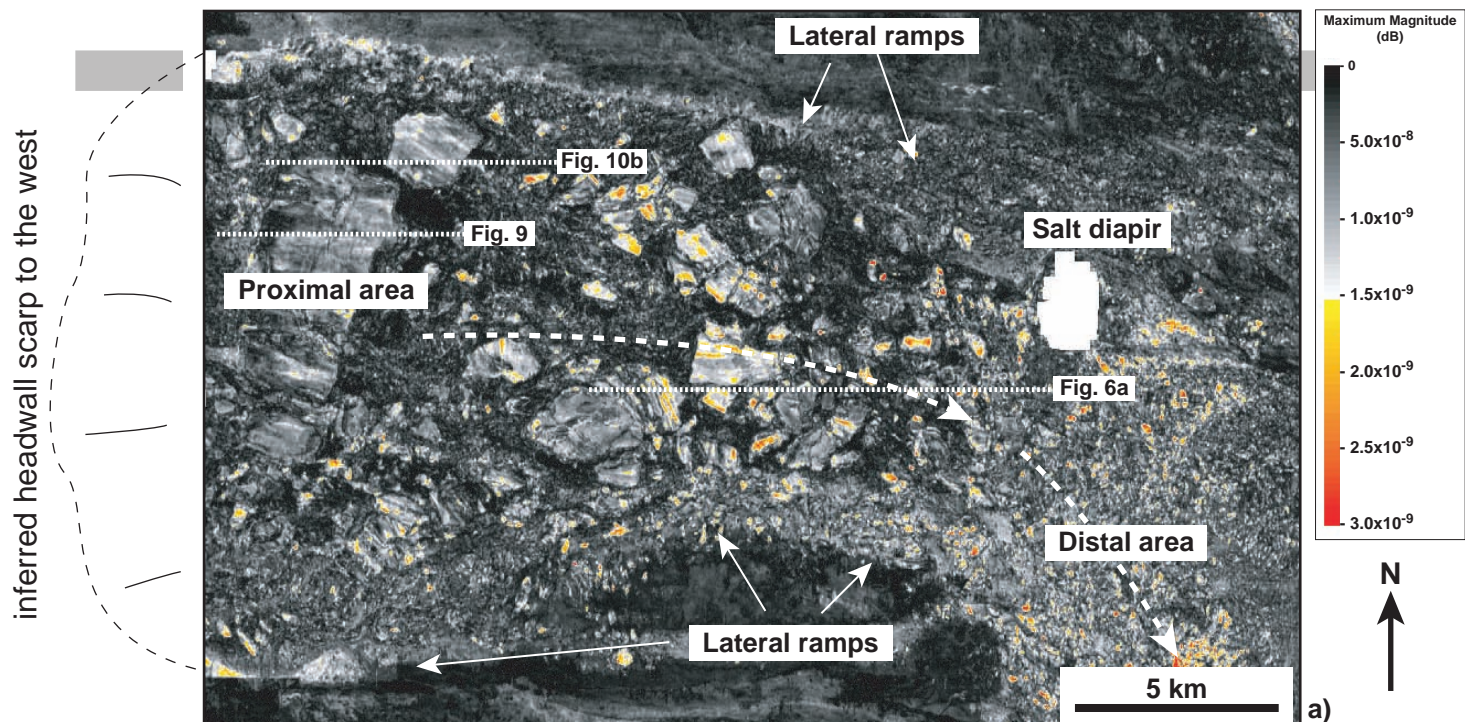 Maximum Magnitude
(dB)
Lateral ramps
0
5.0x10⁻⁸
Fig. 10b
1.0x10⁻⁹
Fig. 9
Salt diapir
Proximal area
1.5x10⁻⁹
inferred headwall scarp to the west
2.0x10⁻⁹
Fig. 6a
2.5x10⁻⁹
3.0x10⁻⁹
Distal area
N
Lateral ramps
5 km
a)